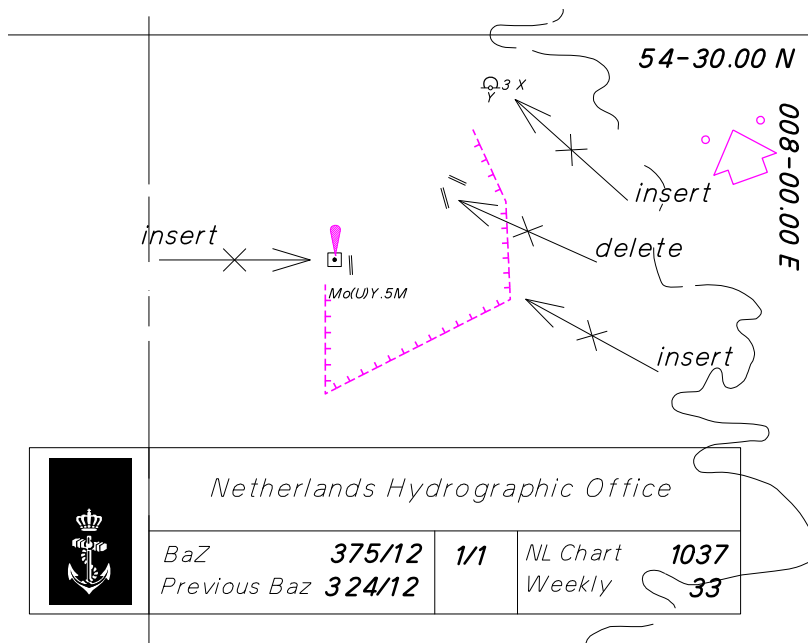 54-30.00 N
008-00.00 E
3 X
Y
insert
insert
delete
Mo(U)Y.5M
insert
Netherlands Hydrographic Office
BaZ 375/12 1/1 NL Chart 1037
Previous Baz 324/12 Weekly 33